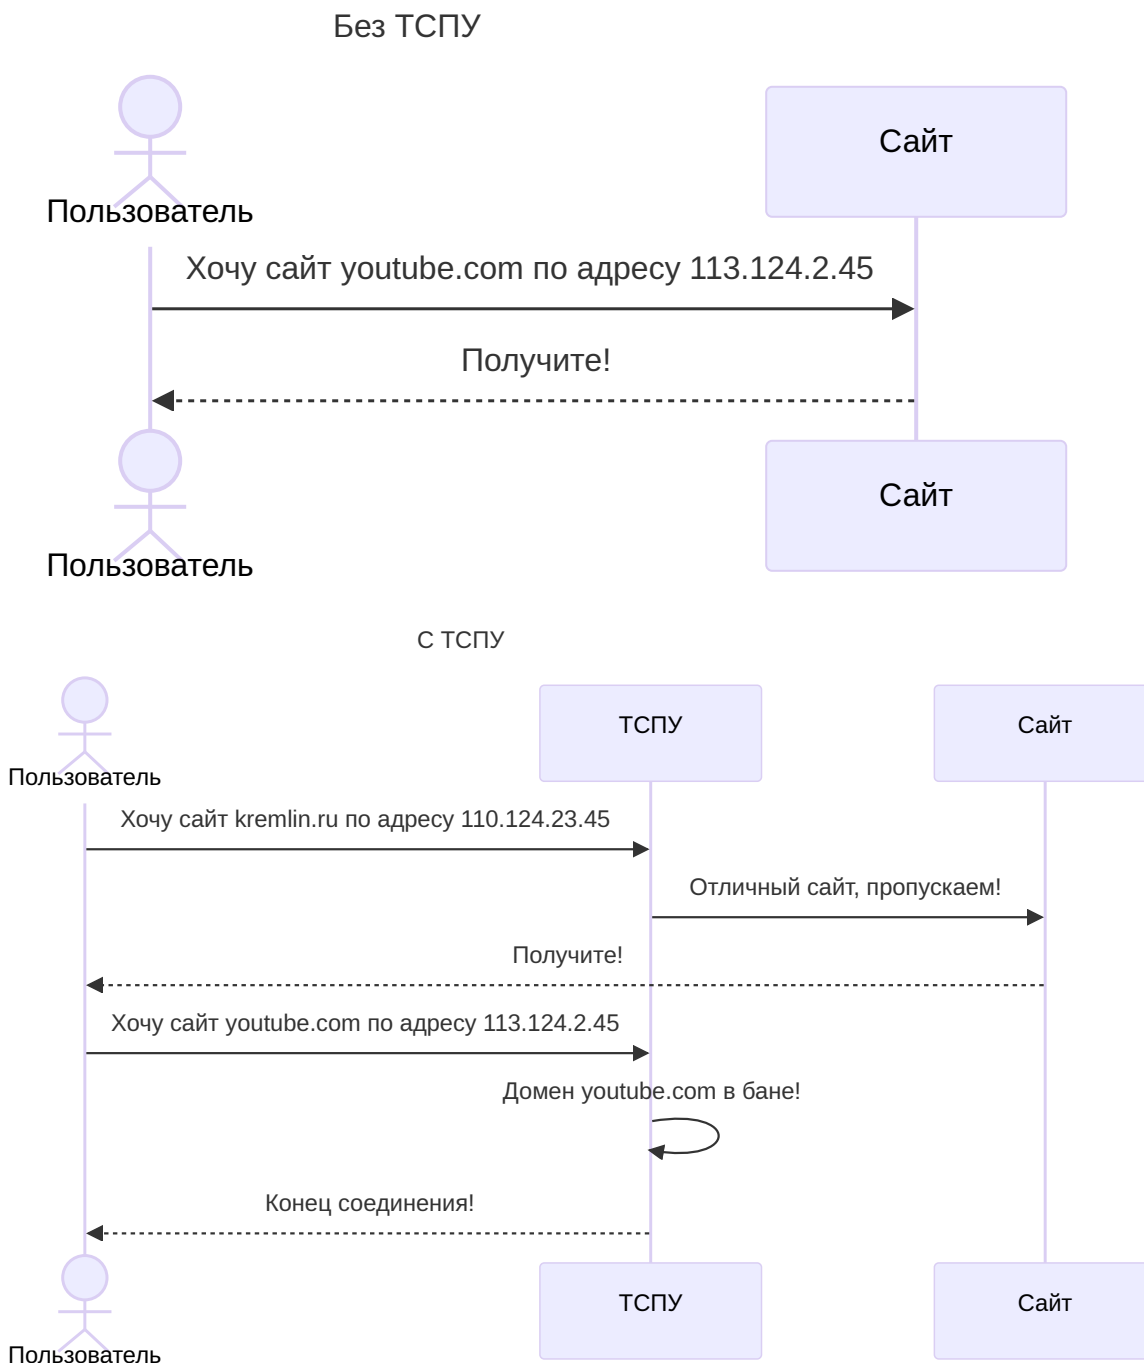 Без ТСПУ
Пользователь
Сайт
Хочу сайт youtube.com по адресу 113.124.2.45
Получите!
Пользователь
Сайт
С ТСПУ
Пользователь
ТСПУ
Сайт
Хочу сайт kremlin.ru по адресу 110.124.23.45
Отличный сайт, пропускаем!
Получите!
Хочу сайт youtube.com по адресу 113.124.2.45
Домен youtube.com в бане!
Конец соединения!
Пользователь
ТСПУ
Сайт